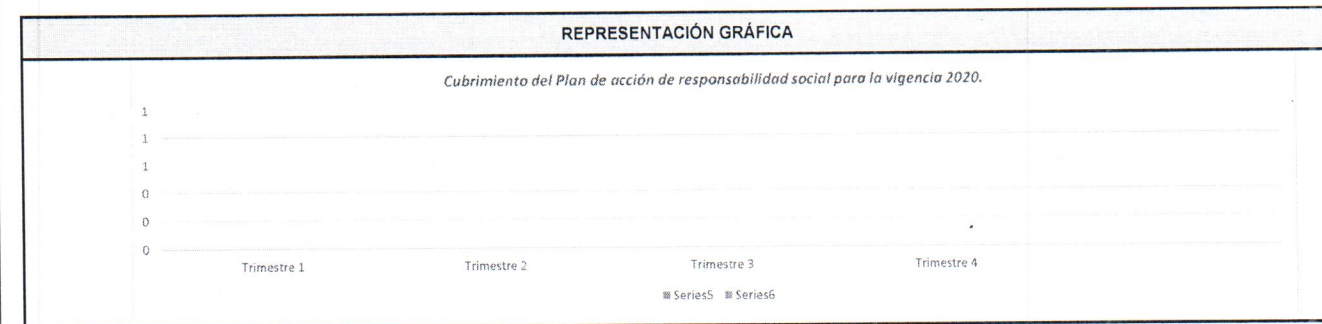 REPRESENTACIÓN GRÁFICA
Cubrimiento del Plan de acción de responsabilidad social para la vigencia 2020.
1
1
1
0
0
0
Trimestre 1 Trimestre 2 Trimestre 3 Trimestre 4
Series5 Series6